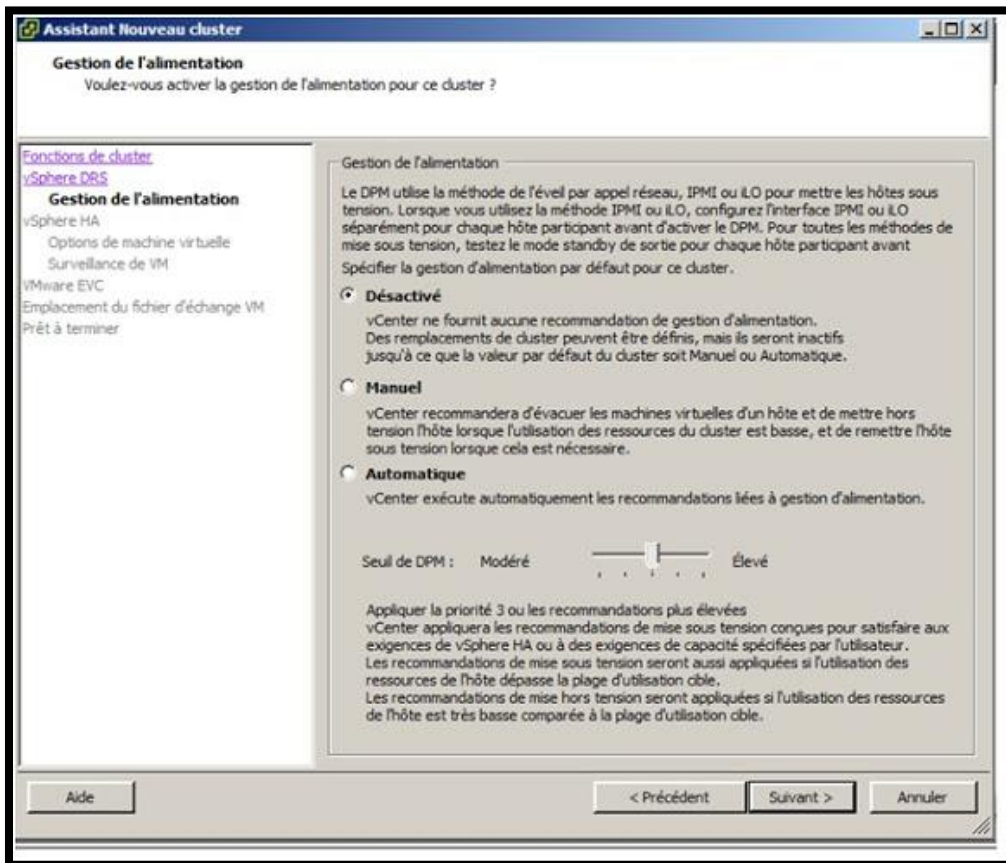 Assistant Nouveau cluster
Gestion de l'alimentation
Voulez-vous activer la gestion de l'alimentation pour ce cluster ?
Fonctions de cluster
vSphere DRS
Gestion de l'alimentation
vSphere HA
Options de machine virtuelle
Surveillance de VM
VMware EVC
Emplacement du fichier d'échange VM
Prêt à terminer
Gestion de l'alimentation
Le DPM utilise la méthode de l'éveil par appel réseau, IPMI ou iLO pour mettre les hôtes sous
tension. Lorsque vous utilisez la méthode IPMI ou iLO, configurez l'interface IPMI ou iLO
séparément pour chaque hôte participant avant d'activer le DPM. Pour toutes les méthodes de
mise sous tension, testez le mode standby de sortie pour chaque hôte participant avant
Spécifier la gestion d'alimentation par défaut pour ce cluster.
Désactivé
vCenter ne fournit aucune recommandation de gestion d'alimentation.
Des remplacements de cluster peuvent être définis, mais ils seront inactifs
jusqu'à ce que la valeur par défaut du cluster soit Manuel ou Automatique.
Manuel
vCenter recommandera d'évacuer les machines virtuelles d'un hôte et de mettre hors
tension l'hôte lorsque l'utilisation des ressources du cluster est basse, et de remettre l'hôte
sous tension lorsque cela est nécessaire.
Automatique
vCenter exécute automatiquement les recommandations liées à gestion d'alimentation.
Seuil de DPM : Modéré Élevé
Appliquer la priorité 3 ou les recommandations plus élevées
vCenter appliquera les recommandations de mise sous tension conçues pour satisfaire aux
exigences de vSphere HA ou à des exigences de capacité spécifiées par l'utilisateur.
Les recommandations de mise sous tension seront aussi appliquées si l'utilisation des
ressources de l'hôte dépasse la plage d'utilisation cible.
Les recommandations de mise hors tension seront appliquées si l'utilisation des ressources
de l'hôte est très basse comparée à la plage d'utilisation cible.
Aide
< Précédent
Suivant >
Annuler